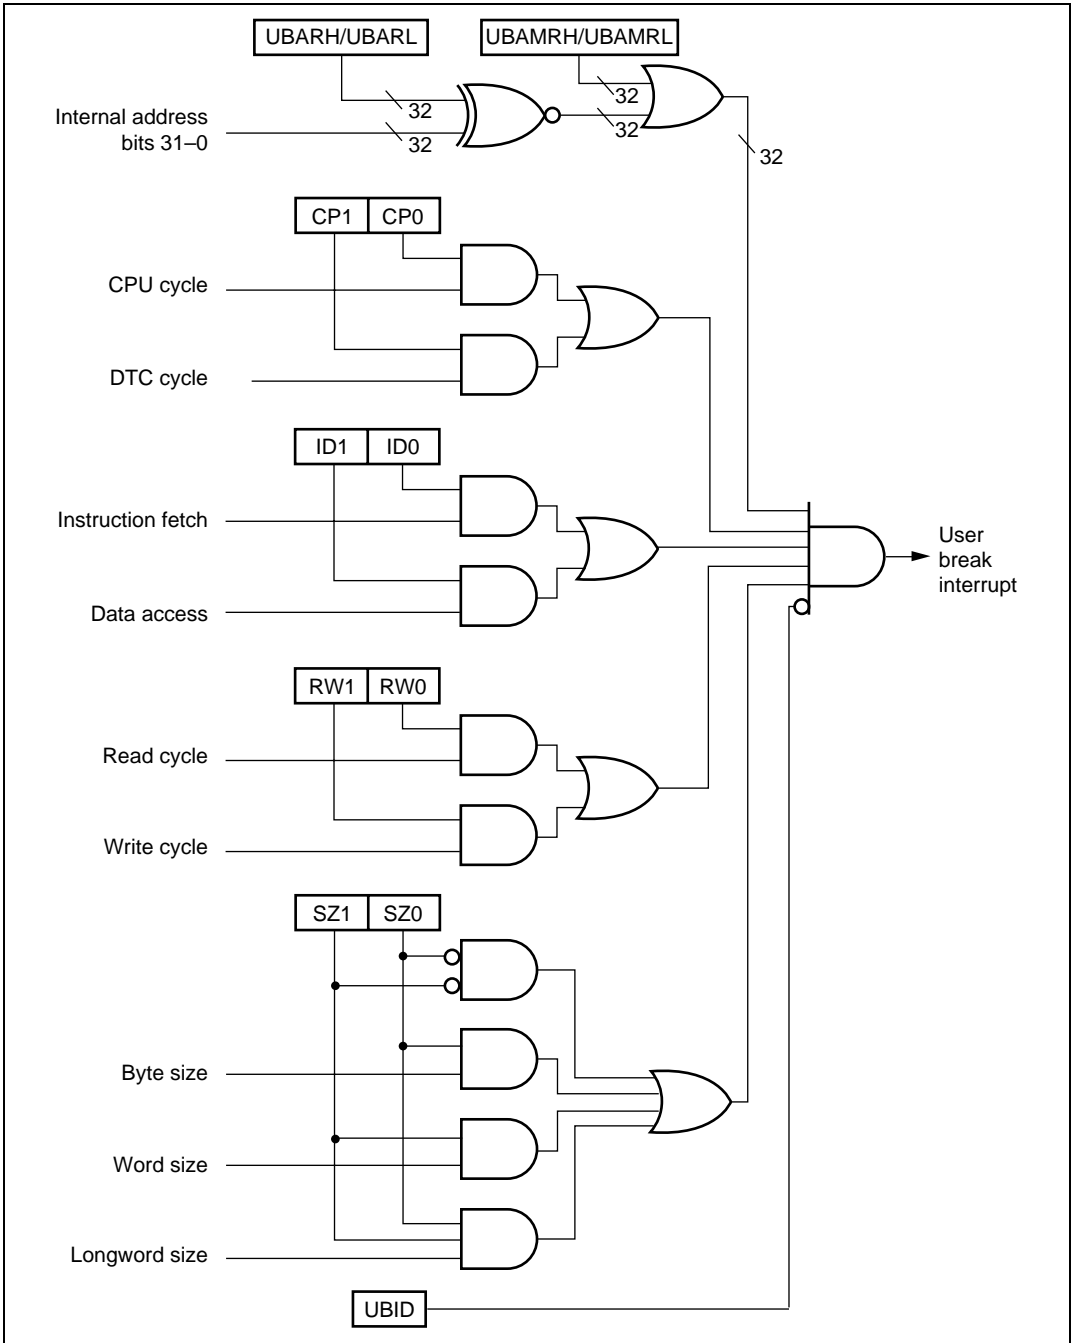 UBARH/UBARL
UBAMRH/UBAMRL
32
32
32
32
32
Internal address
bits 31–0
CP1 CP0
CPU cycle
DTC cycle
ID1 ID0
Instruction fetch
Data access
User
break
interrupt
RW1 RW0
Read cycle
Write cycle
SZ1 SZ0
Byte size
Word size
Longword size
UBID